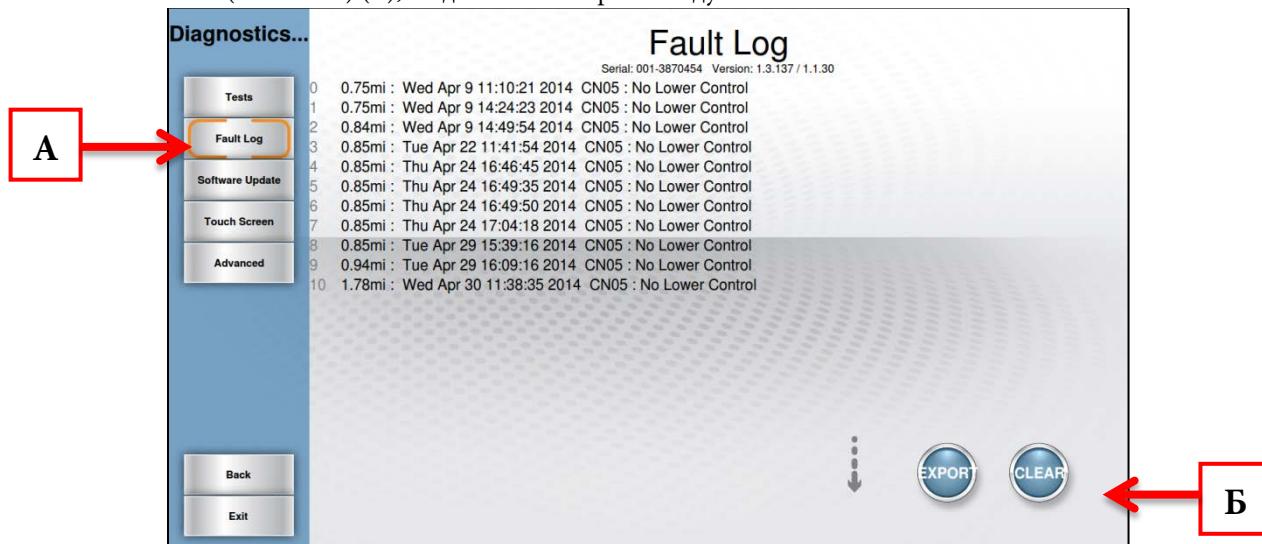 Diagnostics...
Fault Log
Serial: 001-3870454 Version: 1.3.137 / 1.1.30
Tests
Fault Log
Software Update
Touch Screen
Advanced
0 0.75mi : Wed Apr 9 11:10:21 2014 CN05 : No Lower Control
1 0.75mi : Wed Apr 9 14:24:23 2014 CN05 : No Lower Control
2 0.84mi : Wed Apr 9 14:49:54 2014 CN05 : No Lower Control
3 0.85mi : Tue Apr 22 11:41:54 2014 CN05 : No Lower Control
4 0.85mi : Thu Apr 24 16:46:45 2014 CN05 : No Lower Control
5 0.85mi : Thu Apr 24 16:49:35 2014 CN05 : No Lower Control
6 0.85mi : Thu Apr 24 16:49:50 2014 CN05 : No Lower Control
7 0.85mi : Thu Apr 24 17:04:18 2014 CN05 : No Lower Control
8 0.85mi : Tue Apr 29 15:39:16 2014 CN05 : No Lower Control
9 0.94mi : Tue Apr 29 16:09:16 2014 CN05 : No Lower Control
10 1.78mi : Wed Apr 30 11:38:35 2014 CN05 : No Lower Control
А
EXPORT
CLEAR
Б
Back
Exit